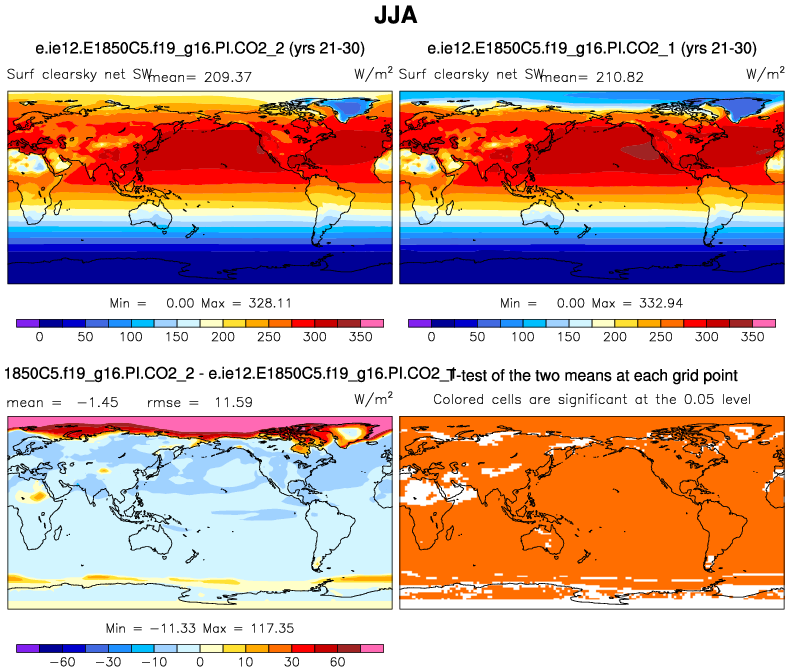 JJA
e.ie12.E1850C5.f19_g16.PI.CO2_2 (yrs 21-30)
Surf clearsky net SW mean= 209.37 W/m²
Min = 0.00 Max = 328.11
0 50 100 150 200 250 300 350
e.ie12.E1850C5.f19_g16.PI.CO2_1 (yrs 21-30)
Surf clearsky net SW mean= 210.82 W/m²
Min = 0.00 Max = 332.94
0 50 100 150 200 250 300 350
1850C5.f19_g16.PI.CO2_2 - e.ie12.E1850C5.f19_g16.PI.CO2_1
mean = −1.45 rmse = 11.59 W/m²
Min = −11.33 Max = 117.35
−60 −30 −10 0 10 30 60
T-test of the two means at each grid point
Colored cells are significant at the 0.05 level